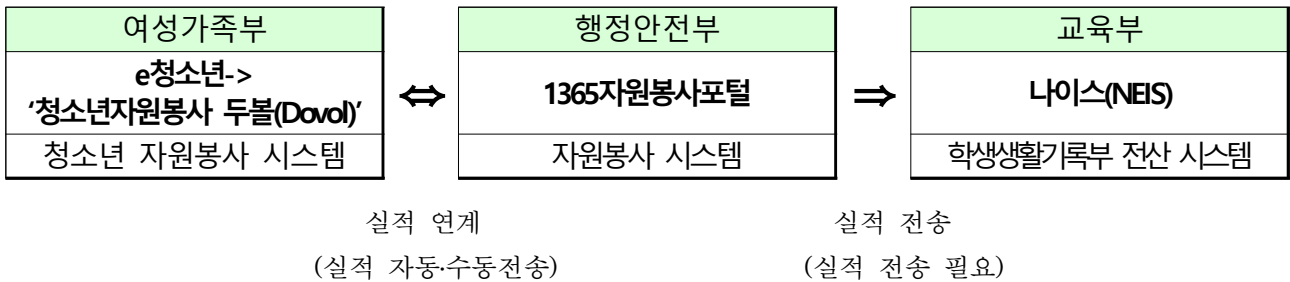 여성가족부
e청소년->
‘청소년자원봉사 두볼(Dovol)’
청소년 자원봉사 시스템
⇔
행정안전부
1365자원봉사포털
자원봉사 시스템
⇒
교육부
나이스(NEIS)
학생생활기록부 전산 시스템
실적 연계
(실적 자동·수동전송)
실적 전송
(실적 전송 필요)